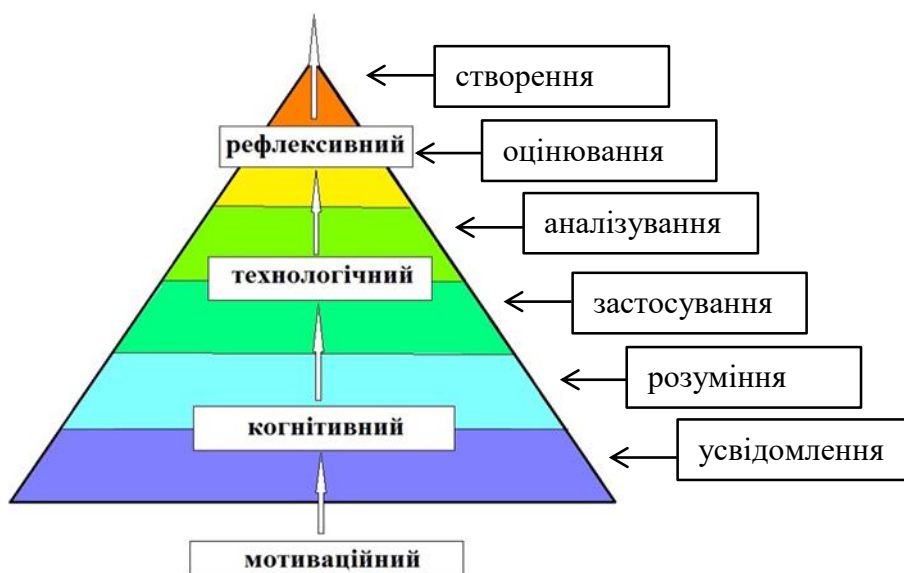 створення
рефлексивний
оцінювання
аналізування
технологічний
застосування
розуміння
когнітивний
усвідомлення
мотиваційний